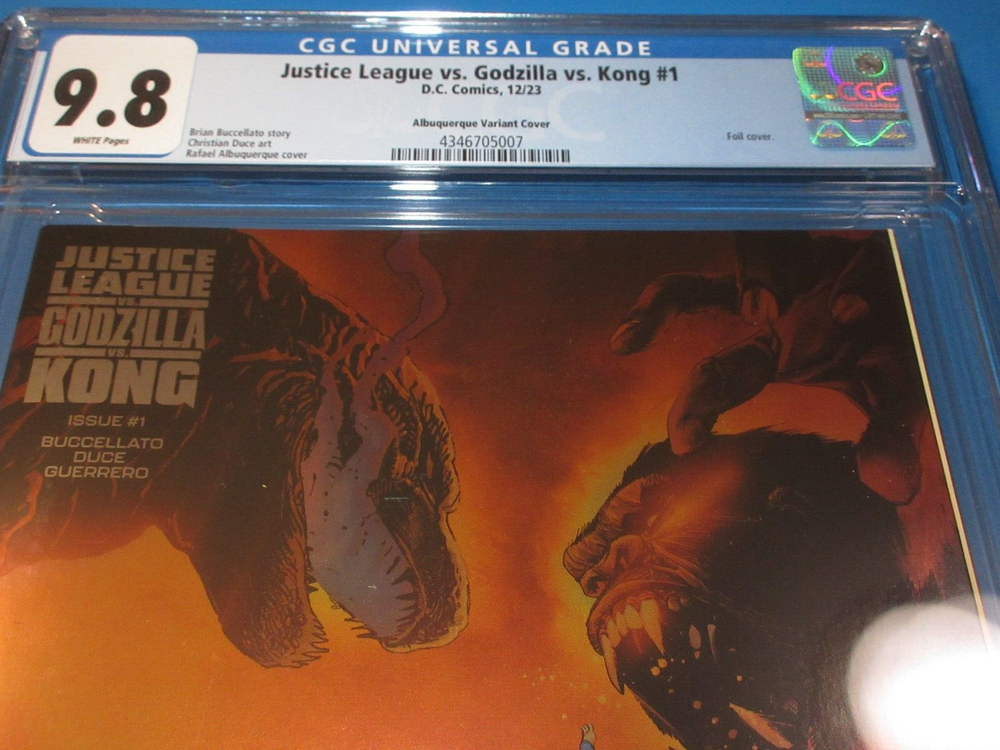 CGC UNIVERSAL GRADE
9.8
WHITE Pages
Justice League vs. Godzilla vs. Kong #1
D.C. Comics, 12/23
Albuquerque Variant Cover
4346705007
Brian Buccellato story
Christian Duce art
Rafael Albuquerque cover
Foil cover.
CGC
JUSTICE
LEAGUE
VS.
GODZILLA
VS.
KONG
ISSUE #1
BUCCELLATO
DUCE
GUERRERO